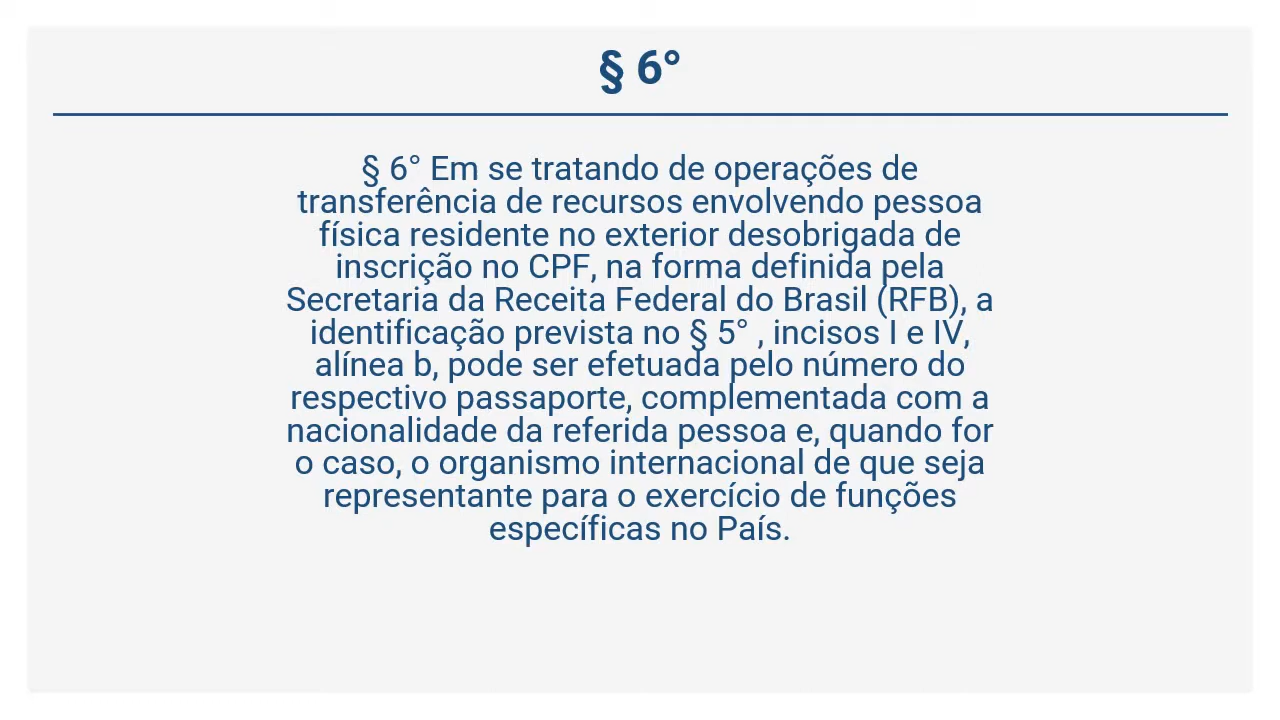 § 6°
§ 6° Em se tratando de operações de
transferência de recursos envolvendo pessoa
física residente no exterior desobrigada de
inscrição no CPF, na forma definida pela
Secretaria da Receita Federal do Brasil (RFB), a
identificação prevista no § 5° , incisos I e IV,
alínea b, pode ser efetuada pelo número do
respectivo passaporte, complementada com a
nacionalidade da referida pessoa e, quando for
o caso, o organismo internacional de que seja
representante para o exercício de funções
específicas no País.